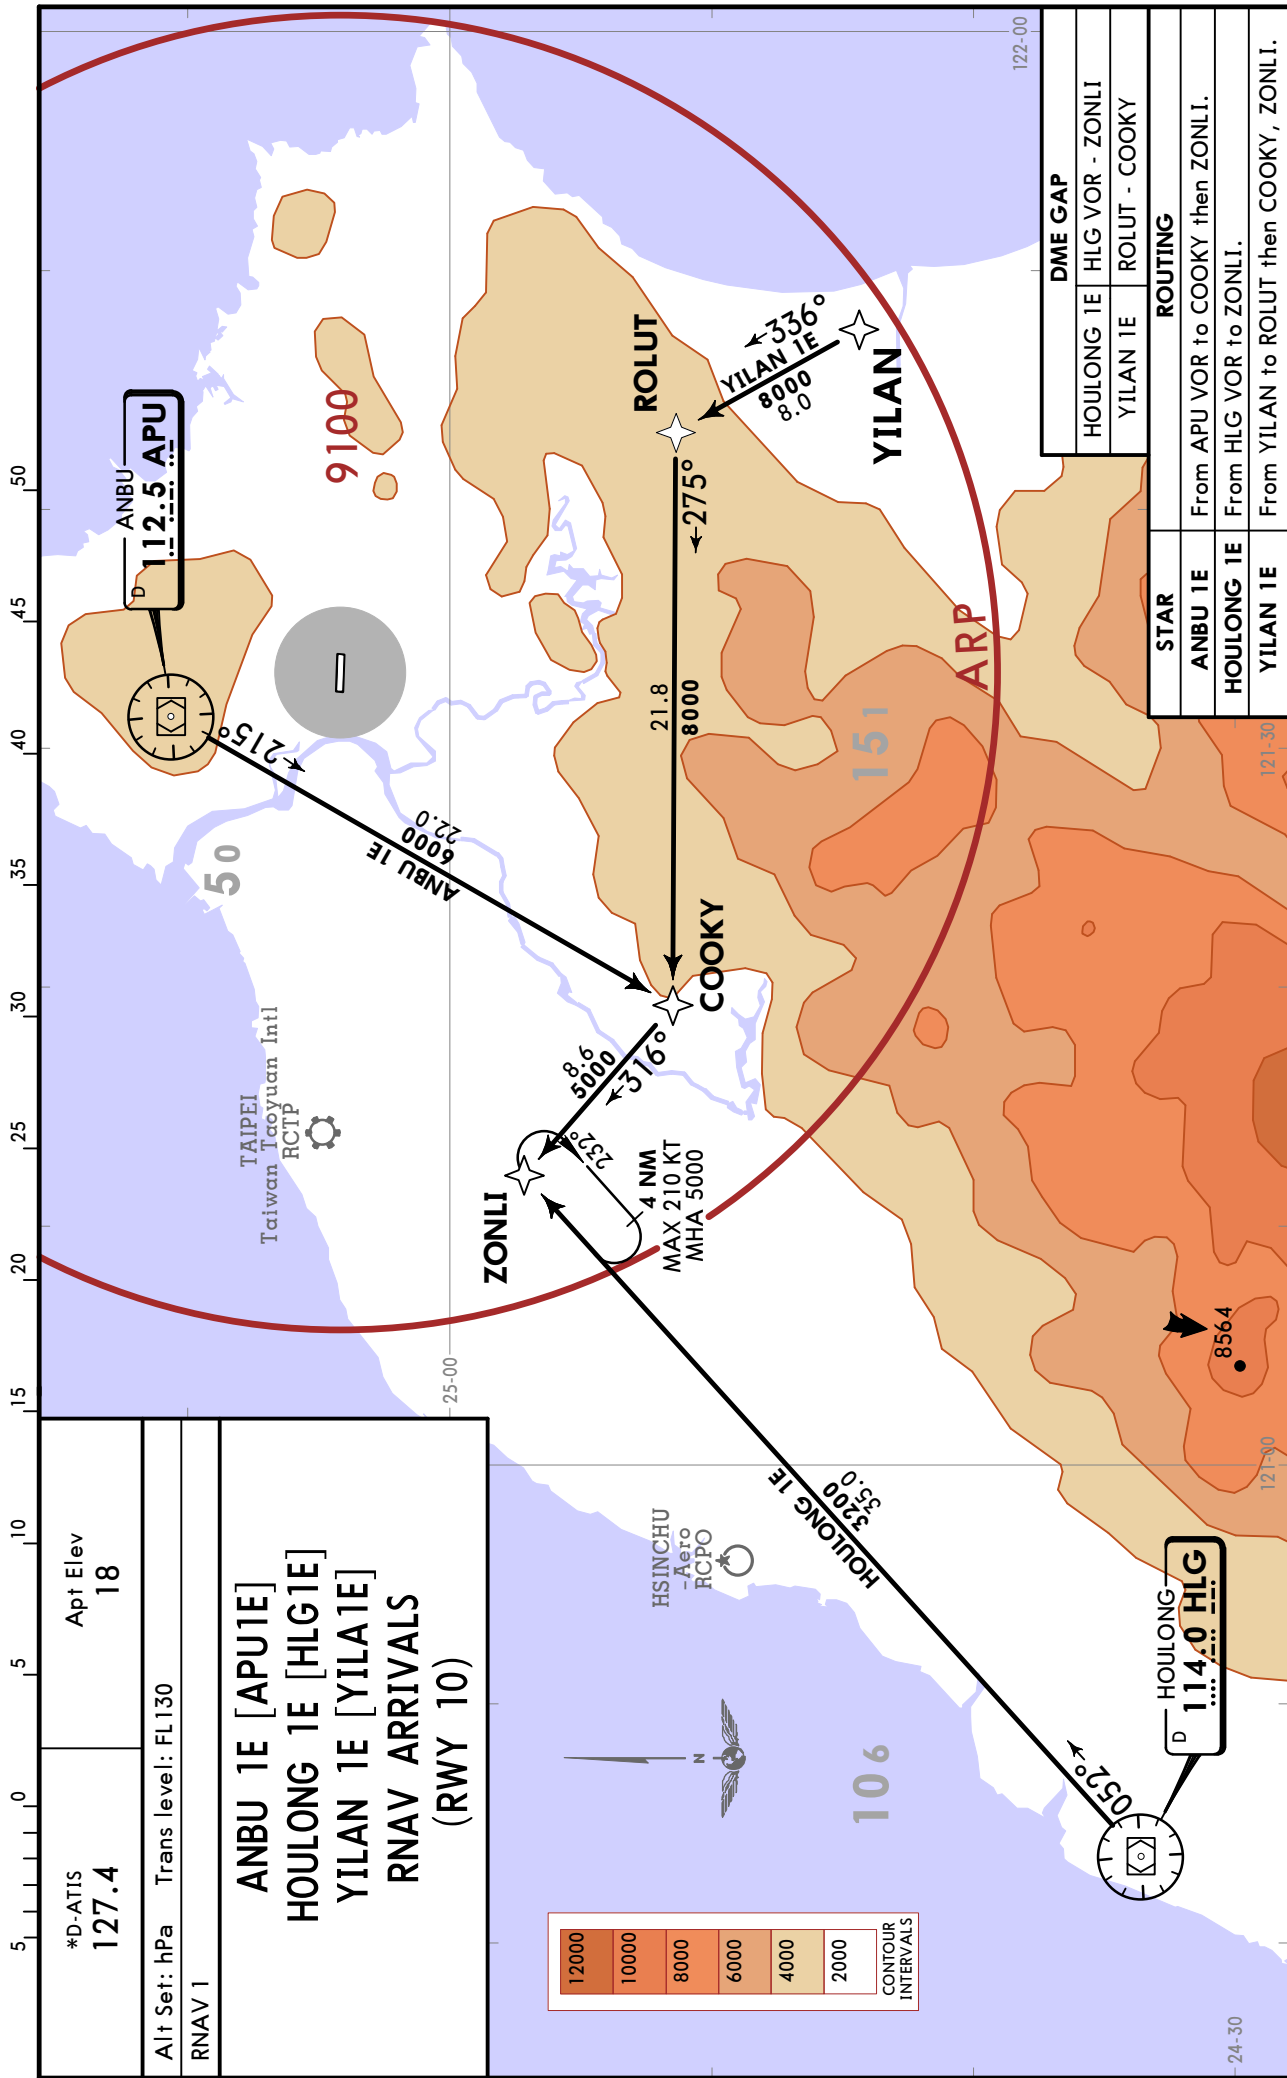 5 0 5 10 15 20 25 30 35 40 45 50
*D-ATIS
127.4
Apt Elev
18
Alt Set: hPa Trans level: FL130
RNAV 1
ANBU 1E [APU1E]
HOULONG 1E [HLG1E]
YILAN 1E [YILA1E]
RNAV ARRIVALS
(RWY 10)
TAIPEI
Taiwan Taoyuan Intl
RCTP
50
ANBU
D 112.5 APU
215°
ANBU 1E
6000
22.0
9100
25-00
ZONLI
232°
4 NM
MAX 210 KT
MHA 5000
8.6
5000
316°
COOKY
21.8
8000
275°
ROLUT
336°
YILAN 1E
8000
8.0
YILAN
HSINCHU
-Aero
RCPO
HOULONG 1E
3200
35.0
N
106
151
ARP
052°
HOULONG
D 114.0 HLG
8564
12000
10000
8000
6000
4000
2000
CONTOUR
INTERVALS
24-30
121-00
121-30
122-00
DME GAP
HOULONG 1E HLG VOR - ZONLI
YILAN 1E ROLUT - COOKY
STAR ROUTING
ANBU 1E From APU VOR to COOKY then ZONLI.
HOULONG 1E From HLG VOR to ZONLI.
YILAN 1E From YILAN to ROLUT then COOKY, ZONLI.